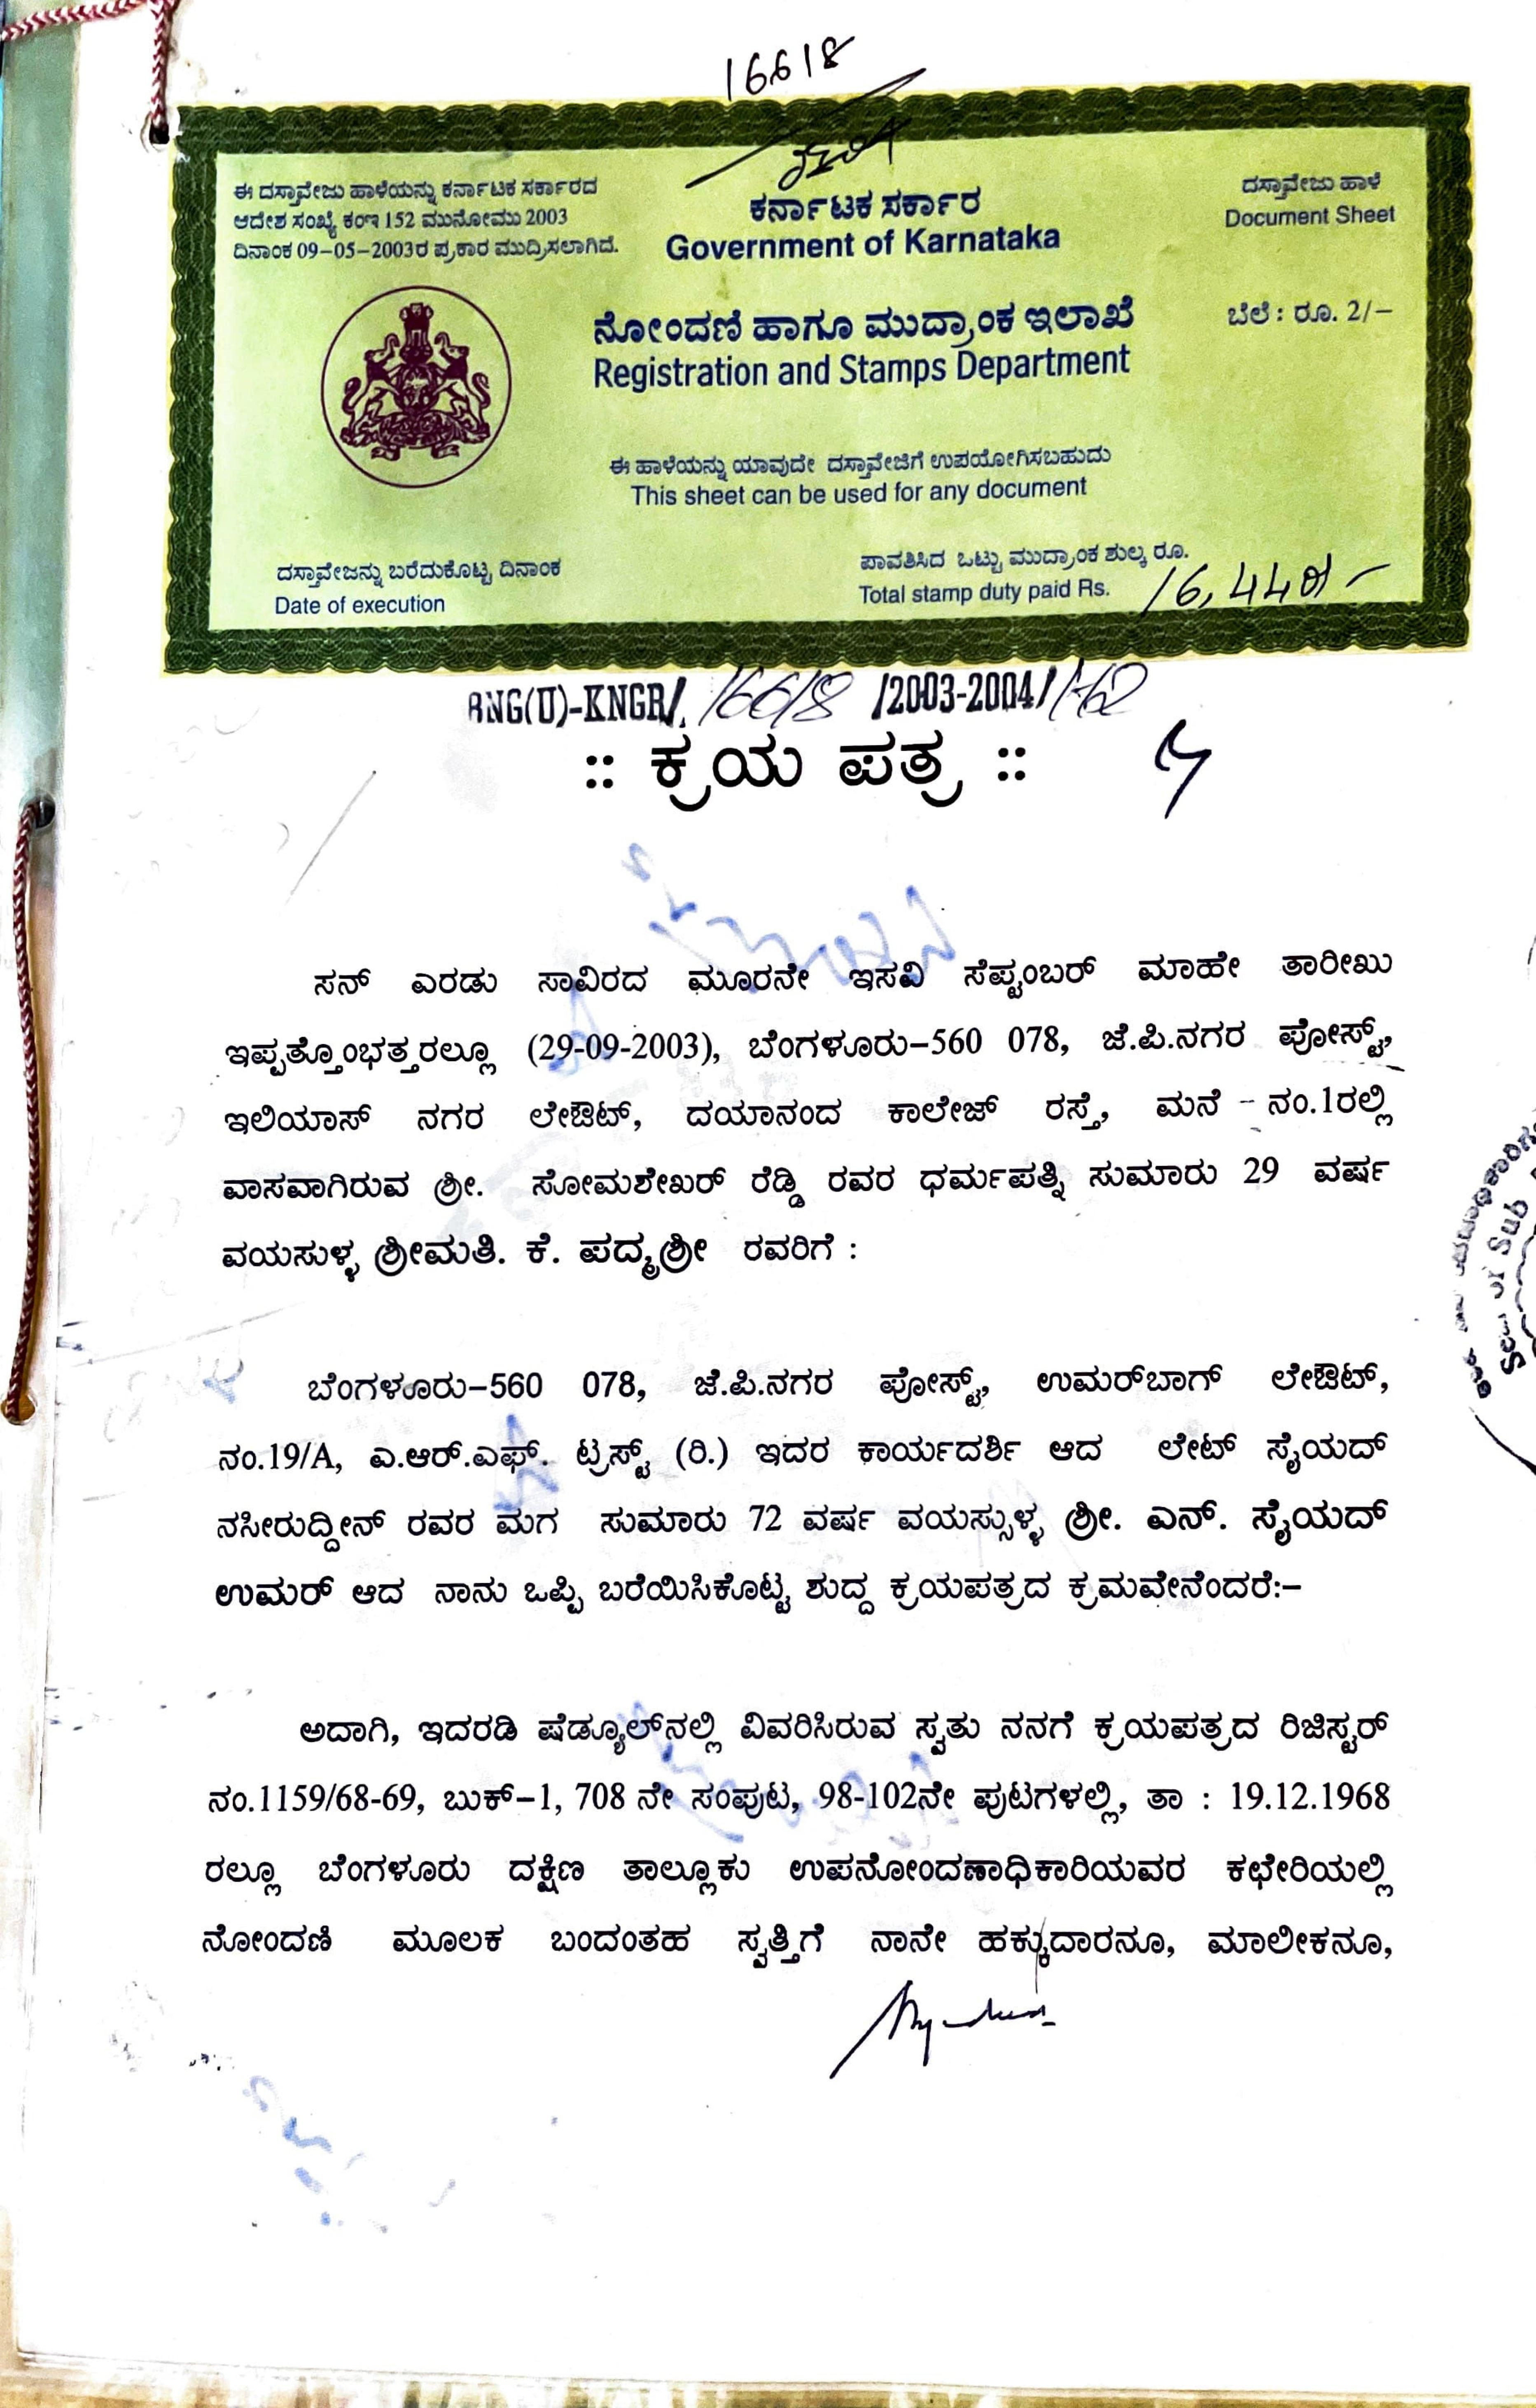 16618
ಈ ದಸ್ತಾವೇಜು ಹಾಳೆಯನ್ನು ಕರ್ನಾಟಕ ಸರ್ಕಾರದ
ಆದೇಶ ಸಂಖ್ಯೆ ಕಂಇ 152 ಮುನೋಮು 2003
ದಿನಾಂಕ 09-05-2003ರ ಪ್ರಕಾರ ಮುದ್ರಿಸಲಾಗಿದೆ.
ಕರ್ನಾಟಕ ಸರ್ಕಾರ
Government of Karnataka
ದಸ್ತಾವೇಜು ಹಾಳೆ
Document Sheet
ನೋಂದಣಿ ಹಾಗೂ ಮುದ್ರಾಂಕ ಇಲಾಖೆ
Registration and Stamps Department
ಬೆಲೆ : ರೂ. 2/-
ಈ ಹಾಳೆಯನ್ನು ಯಾವುದೇ ದಸ್ತಾವೇಜಿಗೆ ಉಪಯೋಗಿಸಬಹುದು
This sheet can be used for any document
ದಸ್ತಾವೇಜನ್ನು ಬರೆದುಕೊಟ್ಟ ದಿನಾಂಕ
Date of execution
ಪಾವತಿಸಿದ ಒಟ್ಟು ಮುದ್ರಾಂಕ ಶುಲ್ಕ ರೂ.
Total stamp duty paid Rs.
BNG(U)-KNGR/. 16618 /2003-2004/
:: ಕ್ರಯ ಪತ್ರ ::
ಸನ್ ಎರಡು ಸಾವಿರದ ಮೂರನೇ ಇಸವಿ ಸೆಪ್ಟಂಬರ್ ಮಾಹೇ ತಾರೀಖು
ಇಪ್ಪತ್ತೊಂಭತ್ತರಲ್ಲೂ (29-09-2003), ಬೆಂಗಳೂರು-560 078, ಜೆ.ಪಿ.ನಗರ ಪೋಸ್ಟ್,
ಇಲಿಯಾಸ್ ನಗರ ಲೇಔಟ್, ದಯಾನಂದ ಕಾಲೇಜ್ ರಸ್ತೆ, ಮನೆ - ನಂ.1ರಲ್ಲಿ
ವಾಸವಾಗಿರುವ ಶ್ರೀ. ಸೋಮಶೇಖರ್ ರೆಡ್ಡಿ ರವರ ಧರ್ಮಪತ್ನಿ ಸುಮಾರು 29 ವರ್ಷ
ವಯಸುಳ್ಳ ಶ್ರೀಮತಿ. ಕೆ. ಪದ್ಮಶ್ರೀ ರವರಿಗೆ :
ಬೆಂಗಳೂರು-560 078, ಜೆ.ಪಿ.ನಗರ ಪೋಸ್ಟ್, ಉಮರ್‌ಬಾಗ್ ಲೇಔಟ್,
ನಂ.19/A, ಎ.ಆರ್.ಎಫ್. ಟ್ರಸ್ಟ್ (ರಿ.) ಇದರ ಕಾರ್ಯದರ್ಶಿ ಆದ ಲೇಟ್ ಸೈಯದ್
ನಸೀರುದ್ದೀನ್ ರವರ ಮಗ ಸುಮಾರು 72 ವರ್ಷ ವಯಸ್ಸುಳ್ಳ ಶ್ರೀ. ಎನ್. ಸೈಯದ್
ಉಮರ್ ಆದ ನಾನು ಒಪ್ಪಿ ಬರೆಯಿಸಿಕೊಟ್ಟ ಶುದ್ದ ಕ್ರಯಪತ್ರದ ಕ್ರಮವೇನೆಂದರೆ:-
ಅದಾಗಿ, ಇದರಡಿ ಷೆಡ್ಯೂಲ್‌ನಲ್ಲಿ ವಿವರಿಸಿರುವ ಸ್ವತು ನನಗೆ ಕ್ರಯಪತ್ರದ ರಿಜಿಸ್ಟರ್
ನಂ.1159/68-69, ಬುಕ್-1, 708 ನೇ ಸಂಪುಟ, 98-102ನೇ ಪುಟಗಳಲ್ಲಿ, ತಾ : 19.12.1968
ರಲ್ಲೂ ಬೆಂಗಳೂರು ದಕ್ಷಿಣ ತಾಲ್ಲೂಕು ಉಪನೋಂದಣಾಧಿಕಾರಿಯವರ ಕಛೇರಿಯಲ್ಲಿ
ನೋಂದಣಿ ಮೂಲಕ ಬಂದಂತಹ ಸ್ವತ್ತಿಗೆ ನಾನೇ ಹಕ್ಕುದಾರನೂ, ಮಾಲೀಕನೂ,